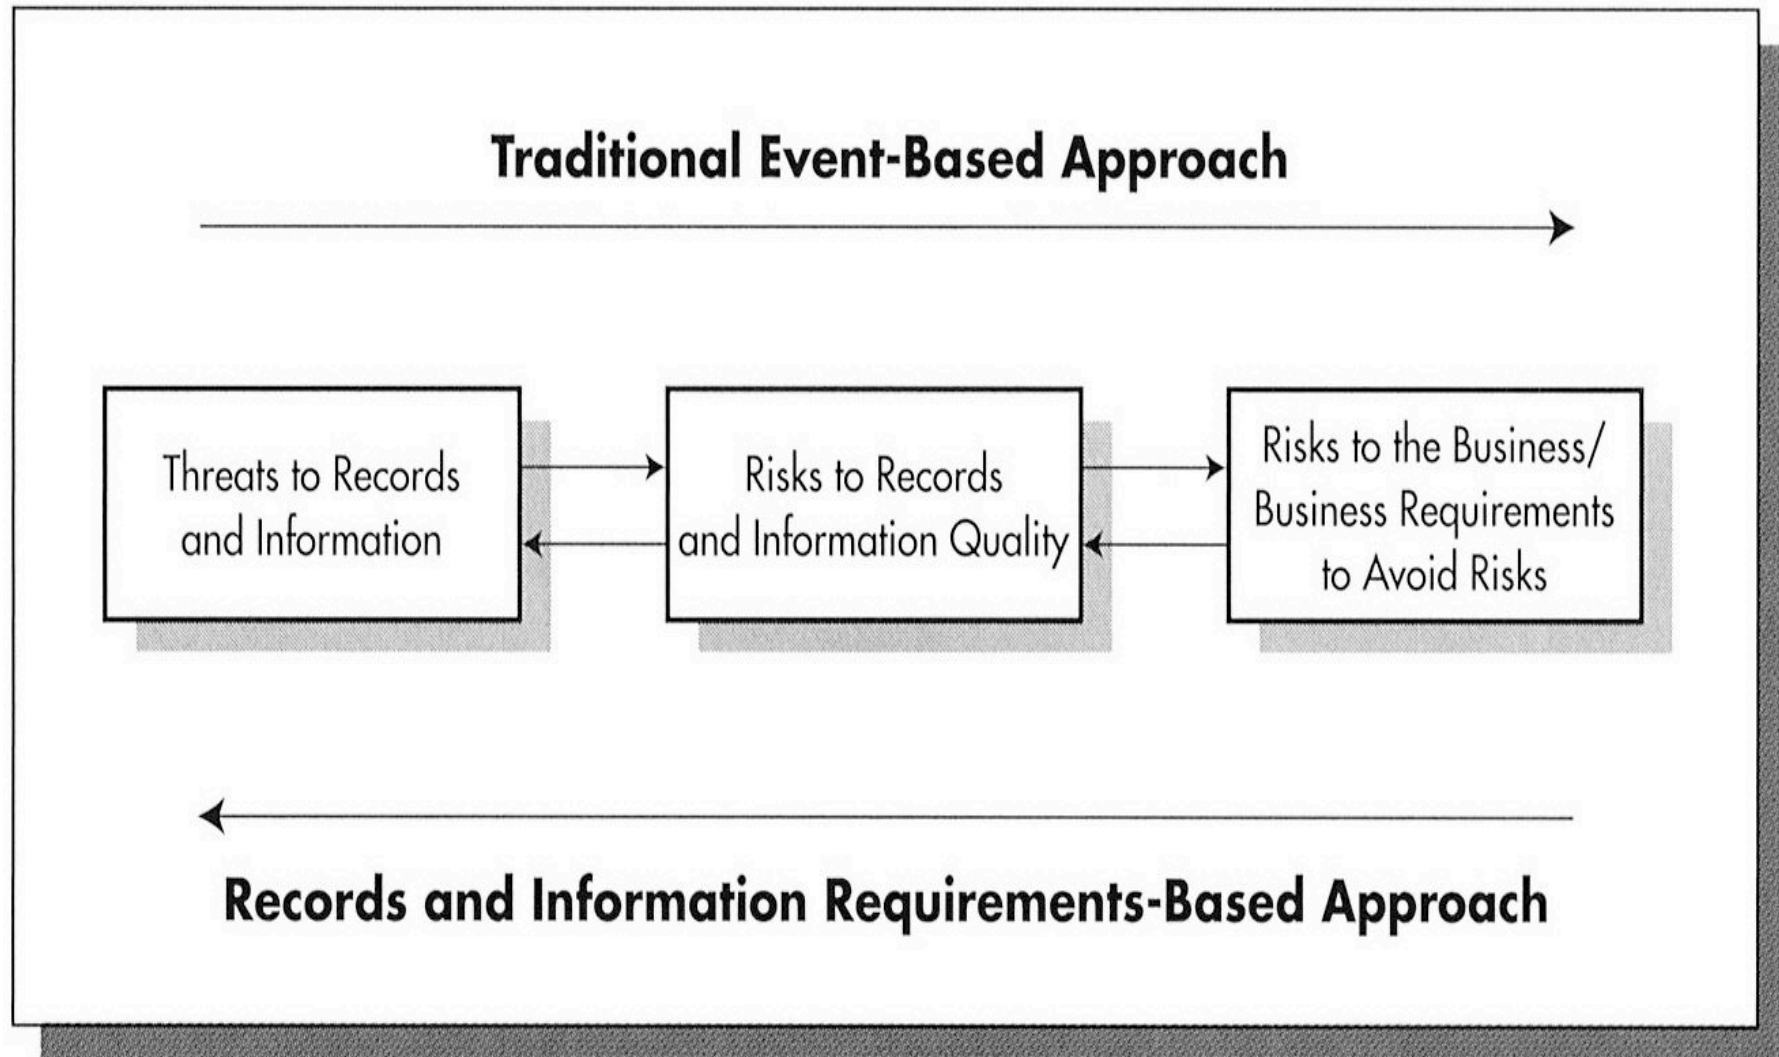 Traditional Event-Based Approach
Threats to Records
and Information
Risks to Records
and Information Quality
Risks to the Business/
Business Requirements
to Avoid Risks
Records and Information Requirements-Based Approach